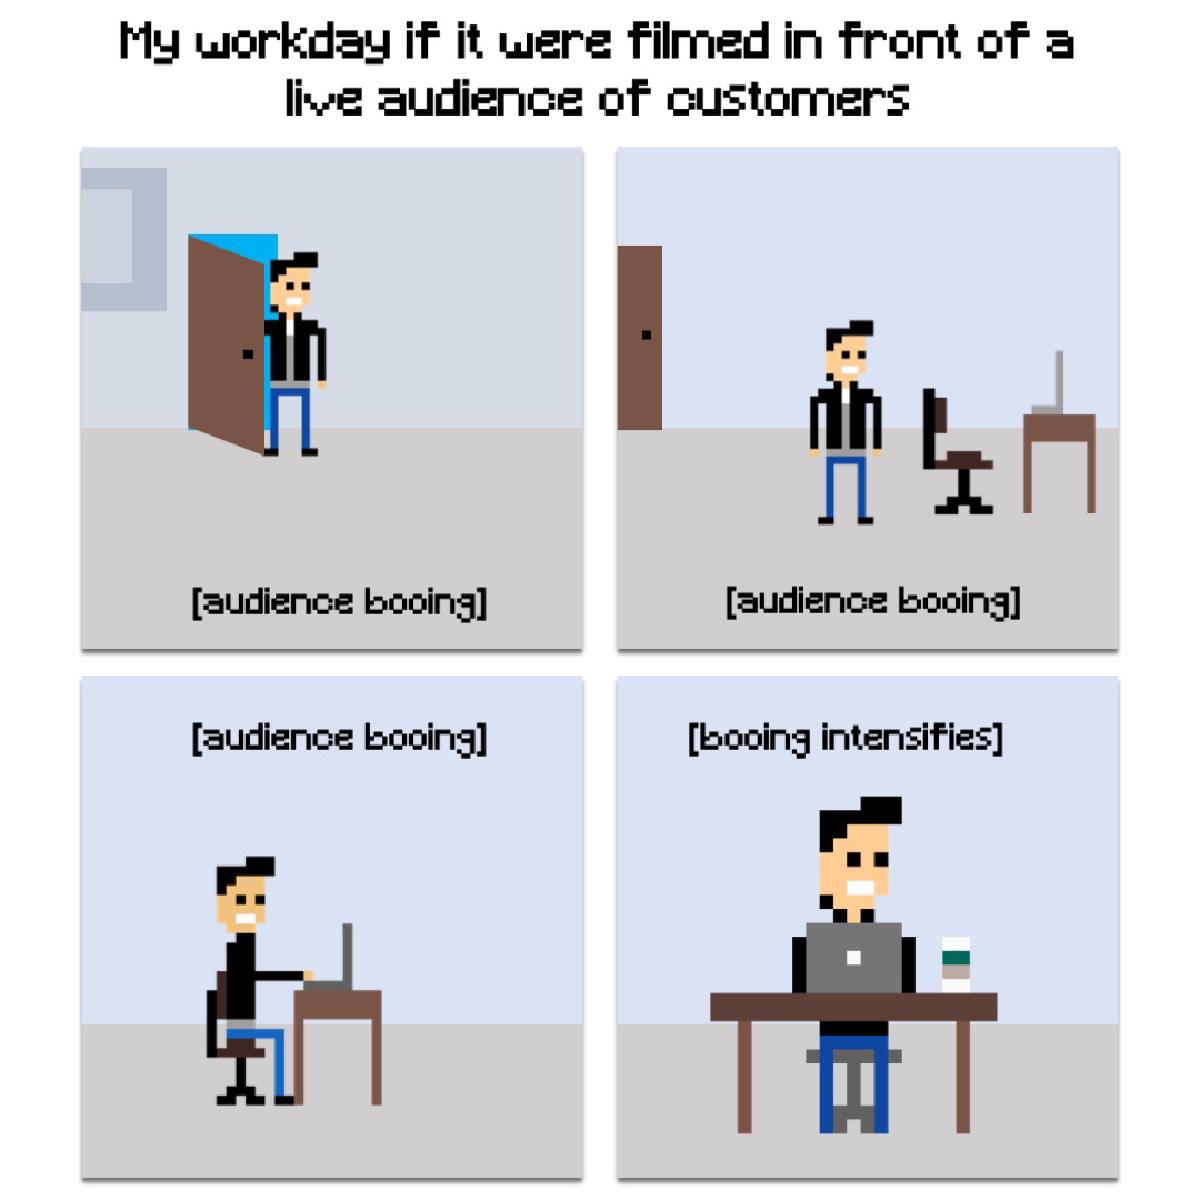 My workday if it were filmed in front of a
live audience of customers
[audience booing]
[audience booing]
[audience booing]
[booing intensifies]